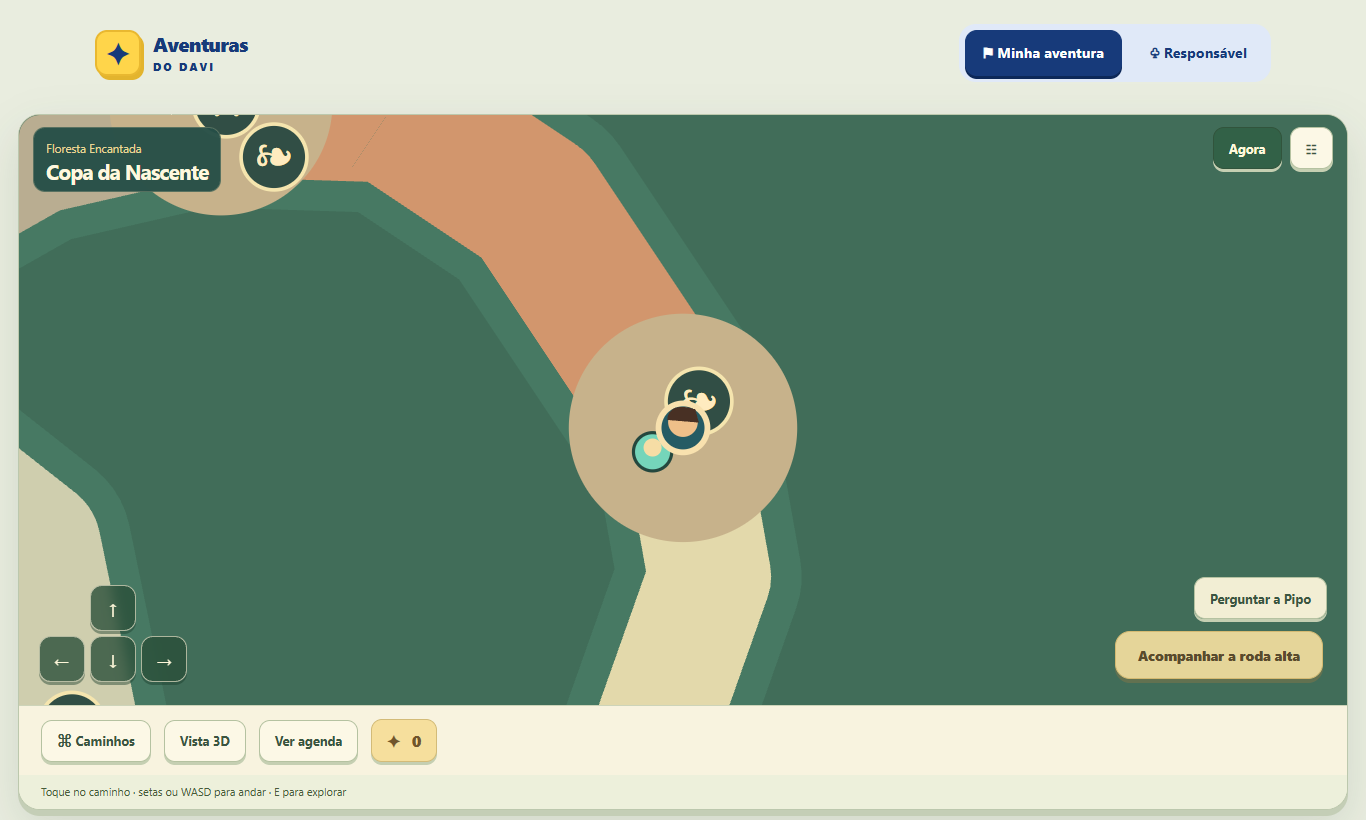 Aventuras
DO DAVI
Minha aventura
Responsável
Floresta Encantada
Copa da Nascente
Agora
Perguntar a Pipo
Acompanhar a roda alta
⌘ Caminhos
Vista 3D
Ver agenda
✦ 0
Toque no caminho · setas ou WASD para andar · E para explorar